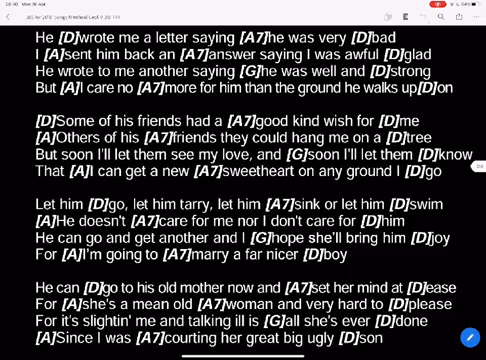 He [D]wrote me a letter saying [A7]he was very [D]bad
I [A]sent him back an [A7]answer saying I was awful [D]glad
He wrote to me another saying [G]he was well and [D]strong
But [A]I care no [A7]more for him than the ground he walks up[D]on
[D]Some of his friends had a [A7]good kind wish for [D]me
[A]Others of his [A7]friends they could hang me on a [D]tree
But soon I'll let them see my love, and [G]soon I'll let them [D]know
That [A]I can get a new [A7]sweetheart on any ground I [D]go
Let him [D]go, let him tarry, let him [A7]sink or let him [D]swim
[A]He doesn't [A7]care for me nor I don't care for [D]him
He can go and get another and I [G]hope she'll bring him [D]joy
For [A]I'm going to [A7]marry a far nicer [D]boy
He can [D]go to his old mother now and [A7]set her mind at [D]ease
For [A]she's a mean old [A7]woman and very hard to [D]please
For it's slightin' me and talking ill is [G]all she's ever [D]done
[A]Since I was [A7]courting her great big ugly [D]son